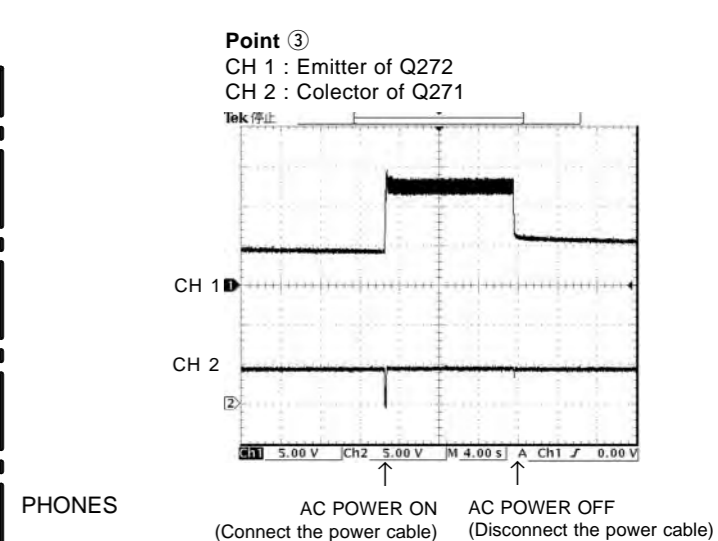 Point ③
CH 1 : Emitter of Q272
CH 2 : Colector of Q271
Tek 停止
CH 1 1
CH 2
2
Ch1 5.00 V Ch2 5.00 V M 4.00 s A Ch1 ⎍ 0.00 V
PHONES
AC POWER ON
(Connect the power cable)
AC POWER OFF
(Disconnect the power cable)